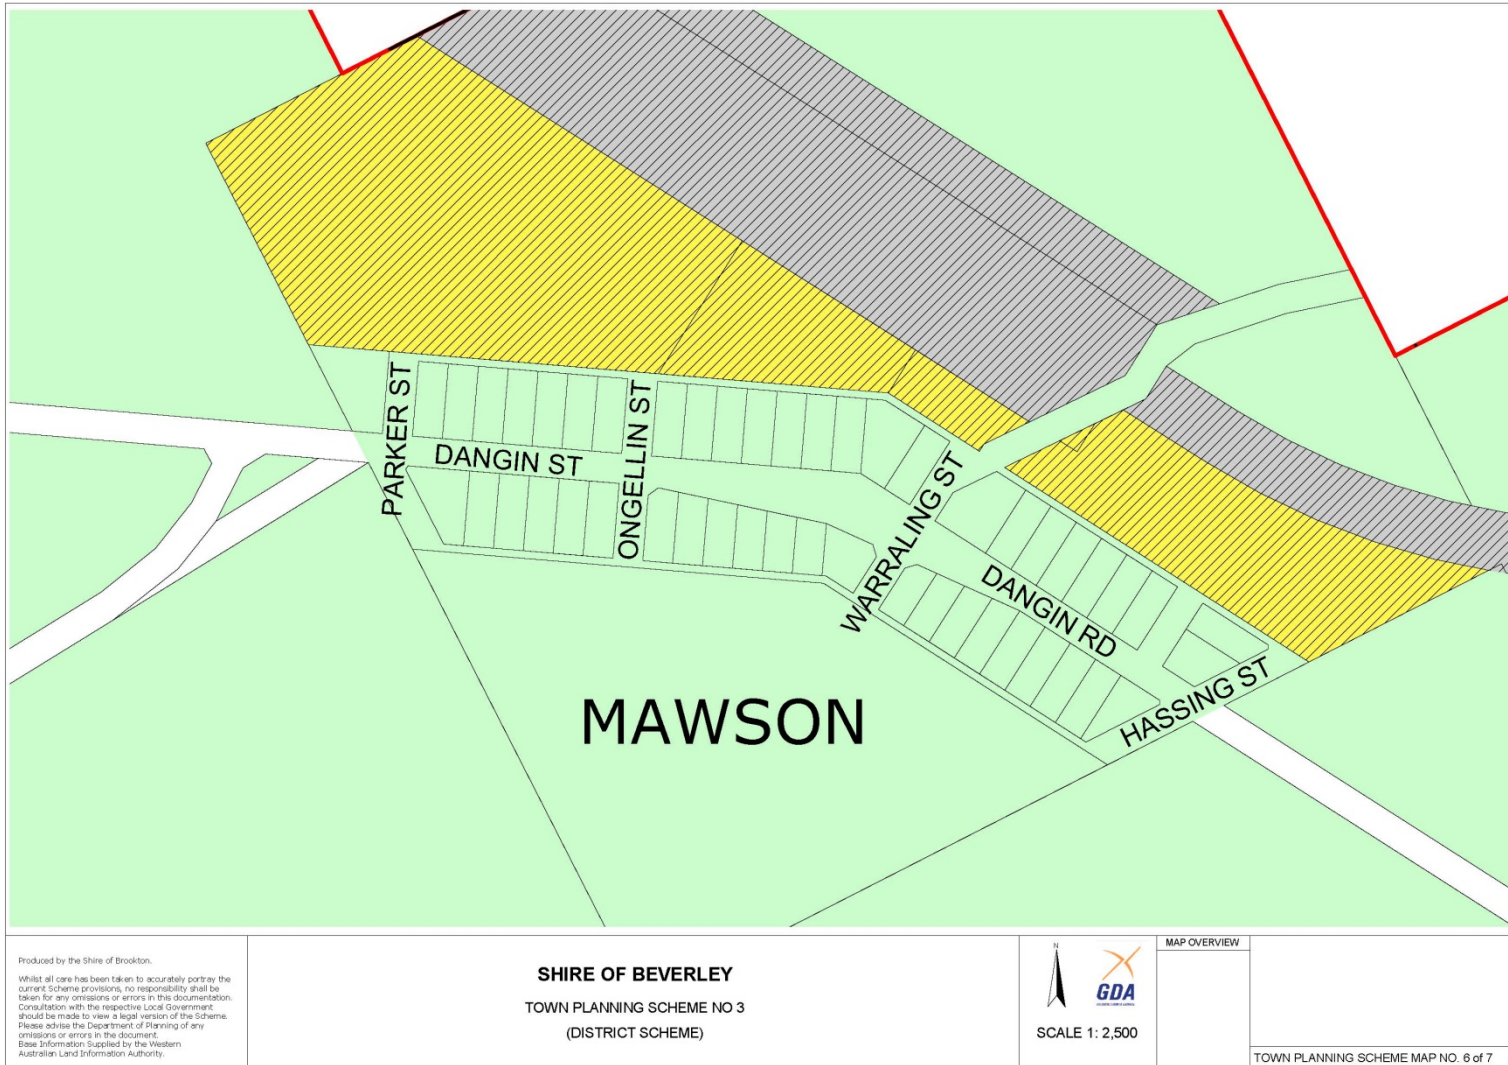 PARKER ST
DANGIN ST
ONGELLIN ST
WARRALING ST
DANGIN RD
HASSING ST
MAWSON
Produced by the Shire of Brookton.
Whilst all care has been taken to accurately portray the
current Scheme provisions, no responsibility shall be
taken for any omissions or errors in this documentation.
Consultation with the respective Local Government
should be made to view a legal version of the Scheme.
Please advise the Department of Planning of any
omissions or errors in the document.
Base Information Supplied by the Western
Australian Land Information Authority.
SHIRE OF BEVERLEY
TOWN PLANNING SCHEME NO 3
(DISTRICT SCHEME)
N
GDA
SCALE 1: 2,500
MAP OVERVIEW
TOWN PLANNING SCHEME MAP NO. 6 of 7